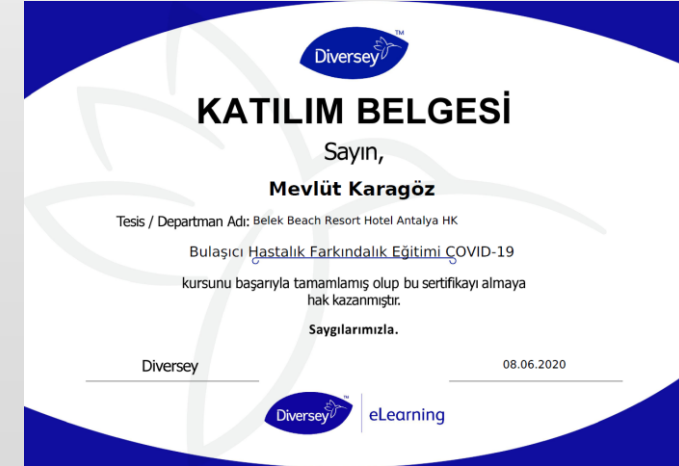 Diversey™
KATILIM BELGESİ
Sayın,
Mevlüt Karagöz
Tesis / Departman Adı: Belek Beach Resort Hotel Antalya HK
Bulaşıcı Hastalık Farkındalık Eğitimi COVID-19
kursunu başarıyla tamamlamış olup bu sertifikayı almaya
hak kazanmıştır.
Saygılarımızla.
Diversey 08.06.2020
Diversey eLearning